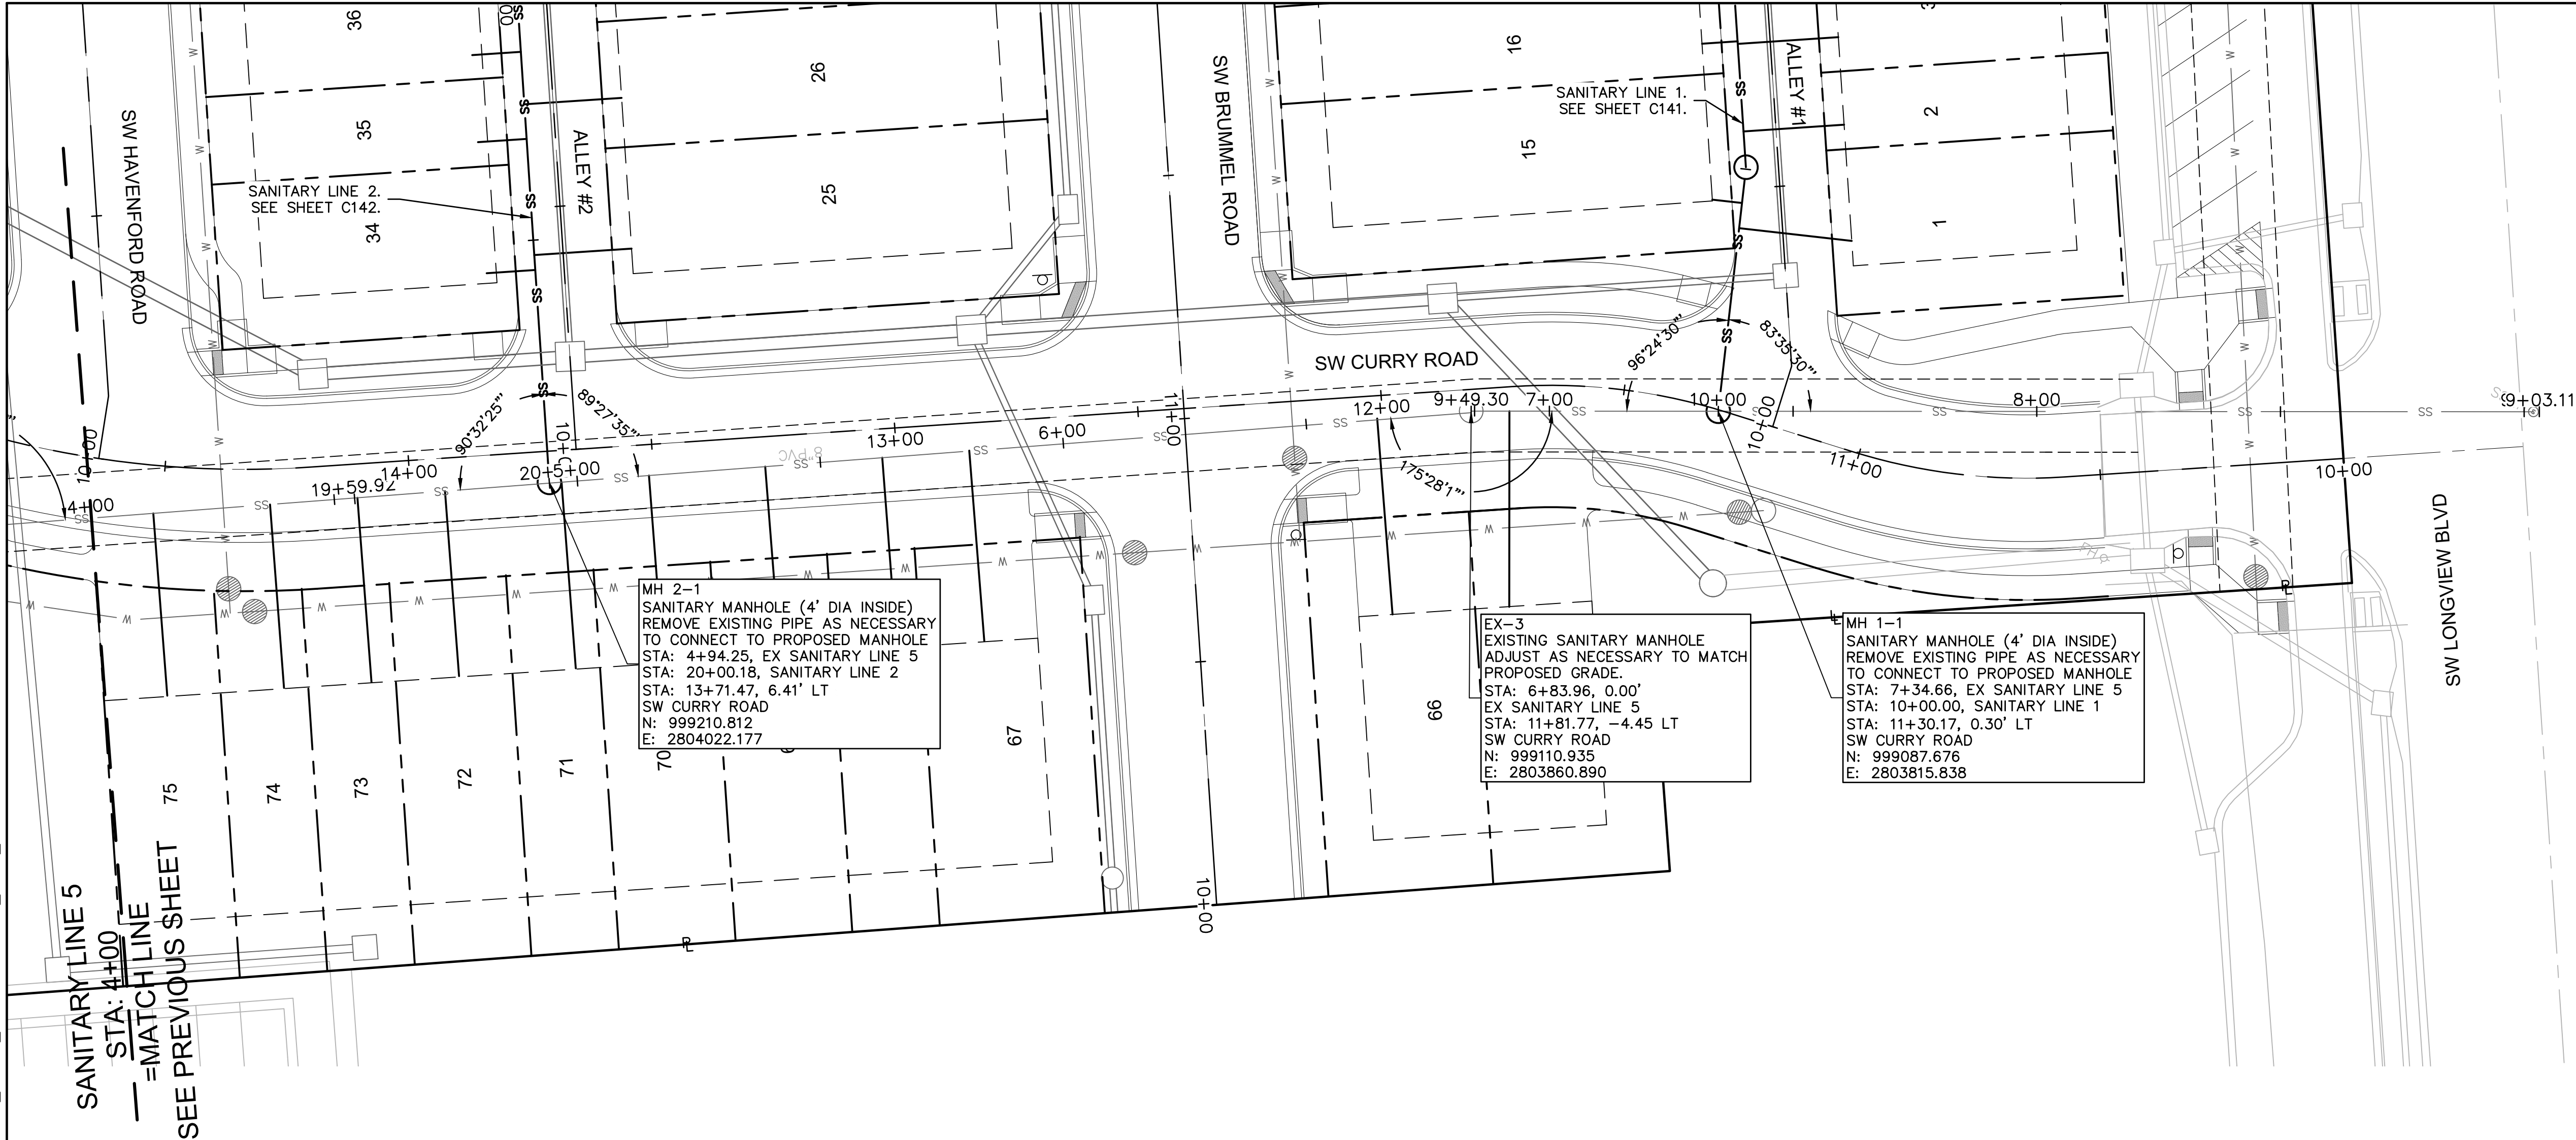 36
00
SS
26
16
3
W
SW HAVENFORD ROAD
35
ALLEY #2
SW BRUMMEL ROAD
SANITARY LINE 1.
SEE SHEET C141.
15
ALLEY #1
2
SANITARY LINE 2.
SEE SHEET C142.
34
25
1
SW CURRY ROAD
96°24'30"'
83°35'30"'
90°32'25"'
89°27'35"'
10+00
4+00
SS
19+59.92
14+00
20+
5+00
8"PVC
13+00
6+00
11+00
12+00
9+49.30
7+00
175°28'1"'
10+00
10+00
11+00
8+00
10+00
9+03.11
SW LONGVIEW BLVD
FH
MH 2-1
SANITARY MANHOLE (4' DIA INSIDE)
REMOVE EXISTING PIPE AS NECESSARY
TO CONNECT TO PROPOSED MANHOLE
STA: 4+94.25, EX SANITARY LINE 5
STA: 20+00.18, SANITARY LINE 2
STA: 13+71.47, 6.41' LT
SW CURRY ROAD
N: 999210.812
E: 2804022.177
EX-3
EXISTING SANITARY MANHOLE
ADJUST AS NECESSARY TO MATCH
PROPOSED GRADE.
STA: 6+83.96, 0.00'
EX SANITARY LINE 5
STA: 11+81.77, -4.45 LT
SW CURRY ROAD
N: 999110.935
E: 2803860.890
MH 1-1
SANITARY MANHOLE (4' DIA INSIDE)
REMOVE EXISTING PIPE AS NECESSARY
TO CONNECT TO PROPOSED MANHOLE
STA: 7+34.66, EX SANITARY LINE 5
STA: 10+00.00, SANITARY LINE 1
STA: 11+30.17, 0.30' LT
SW CURRY ROAD
N: 999087.676
E: 2803815.838
75
74
73
72
71
70
67
66
10+00
PL
SANITARY LINE 5
STA: 4+00
=MATCH LINE
SEE PREVIOUS SHEET